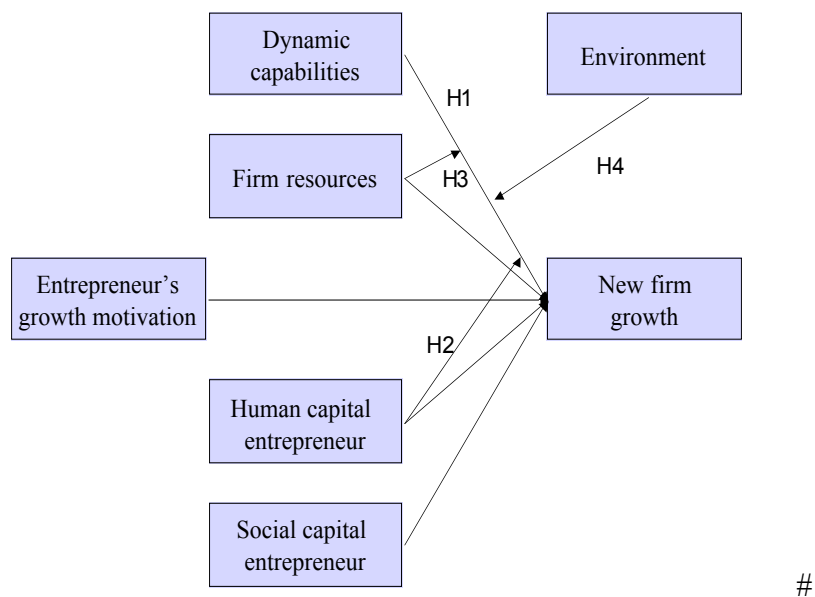 Dynamic
capabilities
Environment
H1
Firm resources
H3
H4
Entrepreneur's
growth motivation
New firm
growth
H2
Human capital
entrepreneur
Social capital
entrepreneur
#